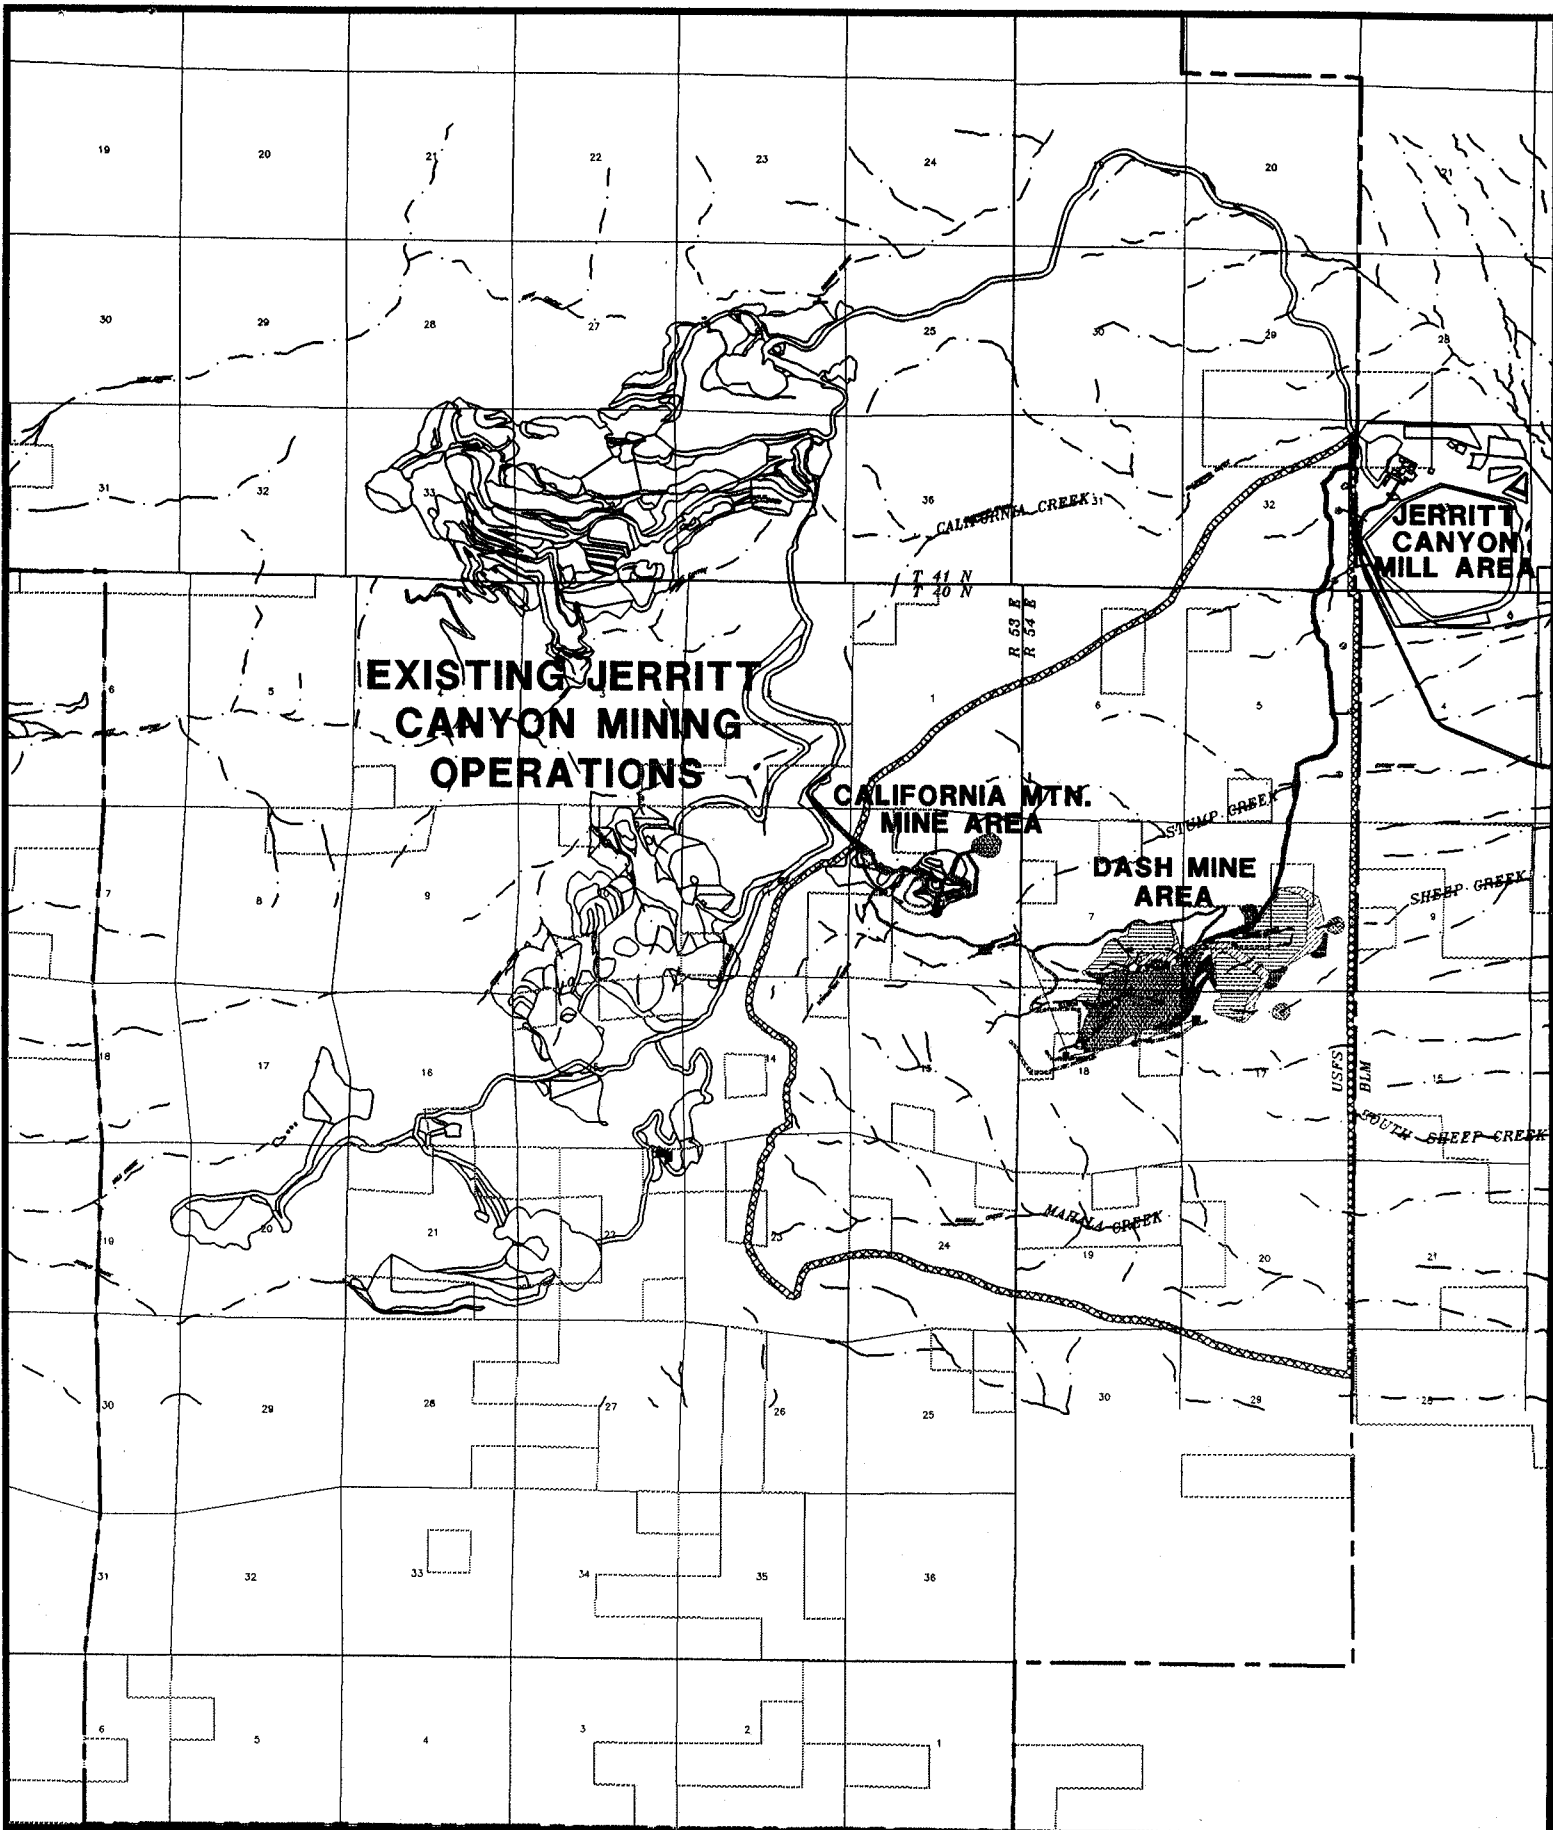 19 20 21 22 23 24 20 21
30 29 28 27 25 30 29 28
31 32 33 36 31 32
CALIFORNIA CREEK
JERRITT
CANYON
MILL AREA
T 41 N
T 40 N
R 53 E
R 54 E
EXISTING JERRITT
CANYON MINING
OPERATIONS
6 5 1 6 5 4
CALIFORNIA MTN.
MINE AREA
STUMP CREEK
DASH MINE
AREA
SHEEP CREEK
7 8 9 7 9
18 17 16 14 18 17 15
USFS
BLM
SOUTH SHEEP CREEK
MAHALA CREEK
19 20 21 22 23 24 19 20 21
30 29 28 27 26 25 30 29 28
31 32 33 34 35 36
6 5 4 3 2 1